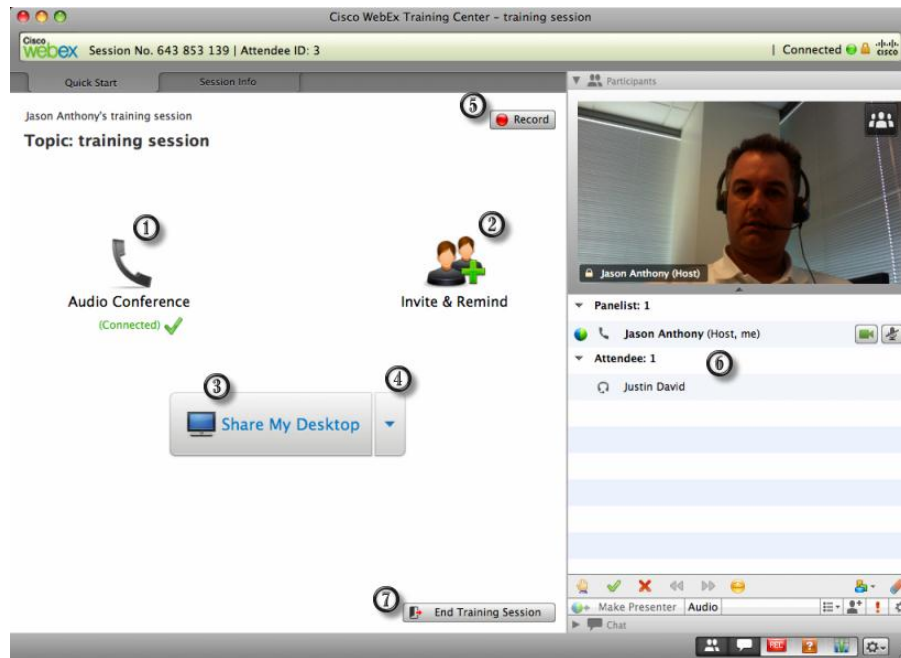 Cisco WebEx Training Center – training session
Cisco webex Session No. 643 853 139 | Attendee ID: 3 | Connected cisco
Quick Start Session Info
Participants
Jason Anthony's training session
5 Record
Topic: training session
1
2
Audio Conference
(Connected)
Invite & Remind
Jason Anthony (Host)
Panelist: 1
Jason Anthony (Host, me)
Attendee: 1
6
Justin David
3
4
Share My Desktop
7 End Training Session
Make Presenter Audio
Chat
REC